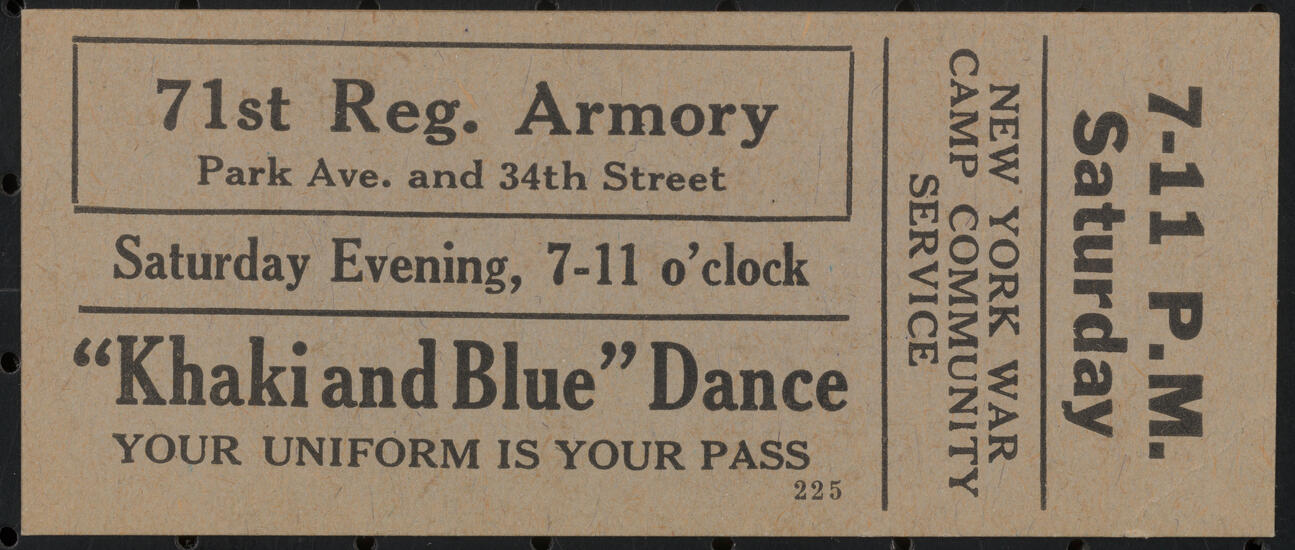 71st Reg. Armory
Park Ave. and 34th Street
Saturday Evening, 7-11 o'clock
"Khaki and Blue" Dance
YOUR UNIFORM IS YOUR PASS
225
NEW YORK WAR
CAMP COMMUNITY
SERVICE
7-11 P.M.
Saturday